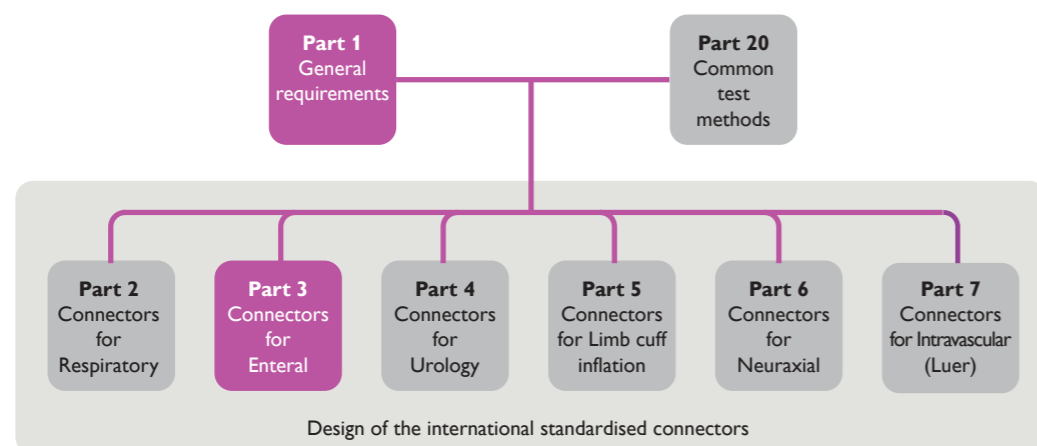 Part 1
General
requirements
Part 20
Common
test
methods
Part 2
Connectors
for
Respiratory
Part 3
Connectors
for
Enteral
Part 4
Connectors
for
Urology
Part 5
Connectors
for Limb cuff
inflation
Part 6
Connectors
for
Neuraxial
Part 7
Connectors
for Intravascular
(Luer)
Design of the international standardised connectors